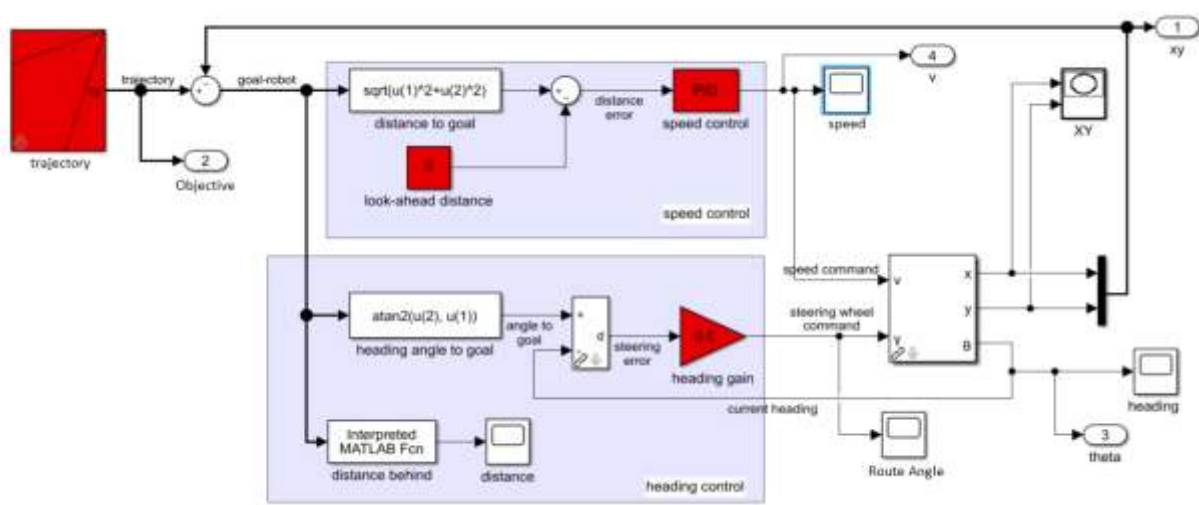 1
xy
trajectory
goal-robot
sqrt(u(1)^2+u(2)^2)
distance to goal
distance
error
PID
speed control
4
v
speed
XY
trajectory
2
Objective
look-ahead distance
speed control
speed command
v
x
y
steering wheel
command
γ
θ
atan2(u(2), u(1))
heading angle to goal
angle to
goal
+
d
steering
error
heading gain
current heading
heading
3
theta
Interpreted
MATLAB Fcn
distance behind
distance
Route Angle
heading control